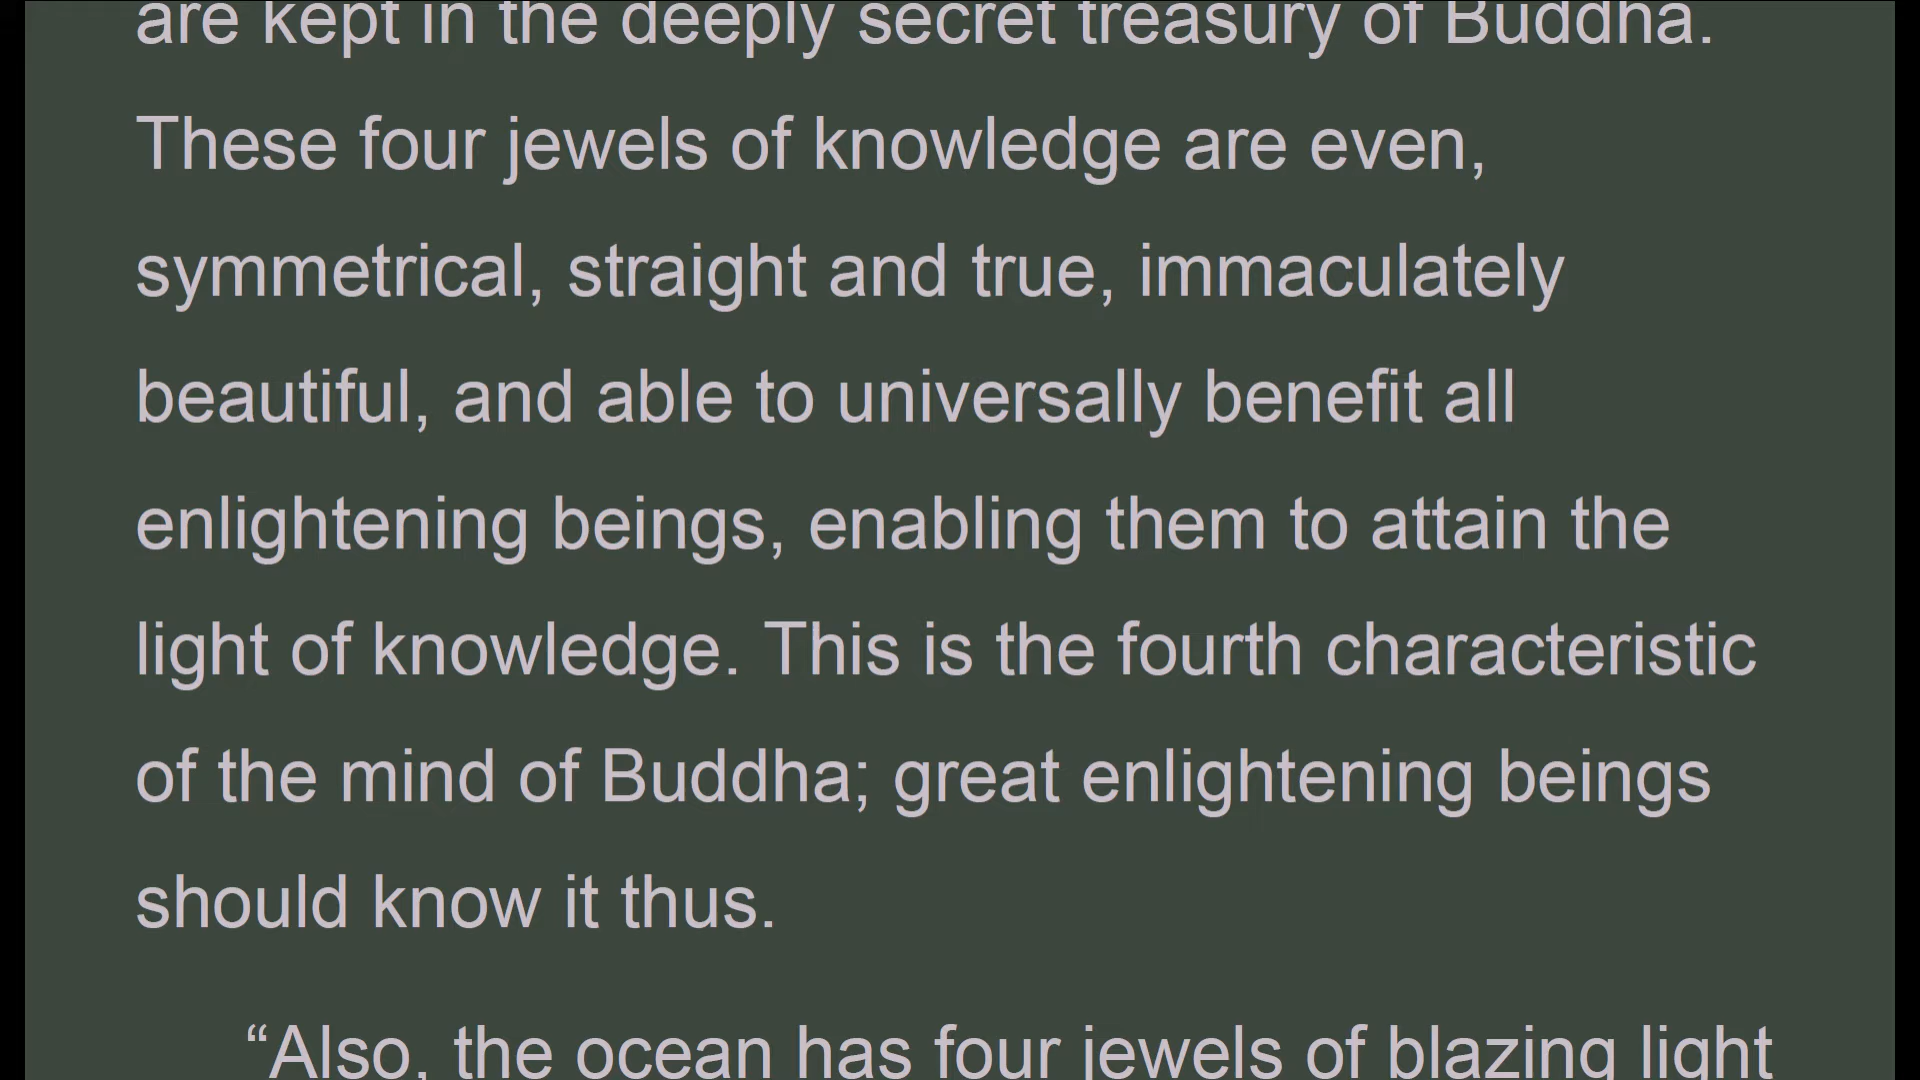 are kept in the deeply secret treasury of Buddha.
These four jewels of knowledge are even,
symmetrical, straight and true, immaculately
beautiful, and able to universally benefit all
enlightening beings, enabling them to attain the
light of knowledge. This is the fourth characteristic
of the mind of Buddha; great enlightening beings
should know it thus.
“Also, the ocean has four jewels of blazing light